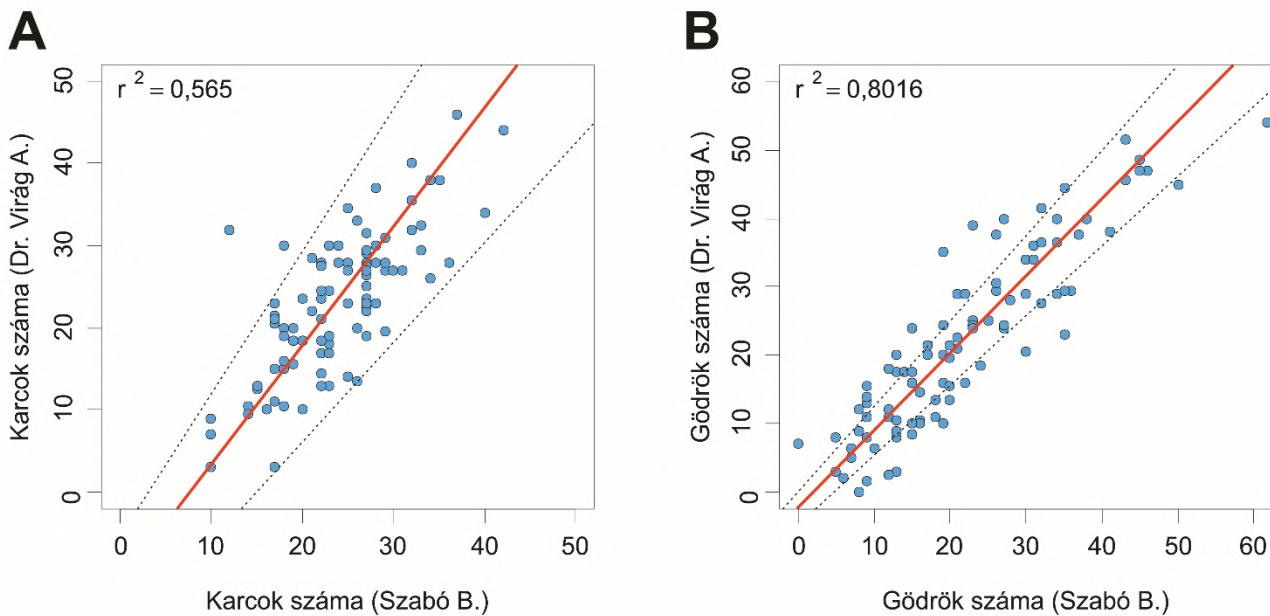 A
r² = 0,565
50
40
30
20
10
0
Karcok száma (Dr. Virág A.)
0 10 20 30 40 50
Karcok száma (Szabó B.)
B
r² = 0,8016
60
50
40
30
20
10
0
Gödrök száma (Dr. Virág A.)
0 10 20 30 40 50 60
Gödrök száma (Szabó B.)